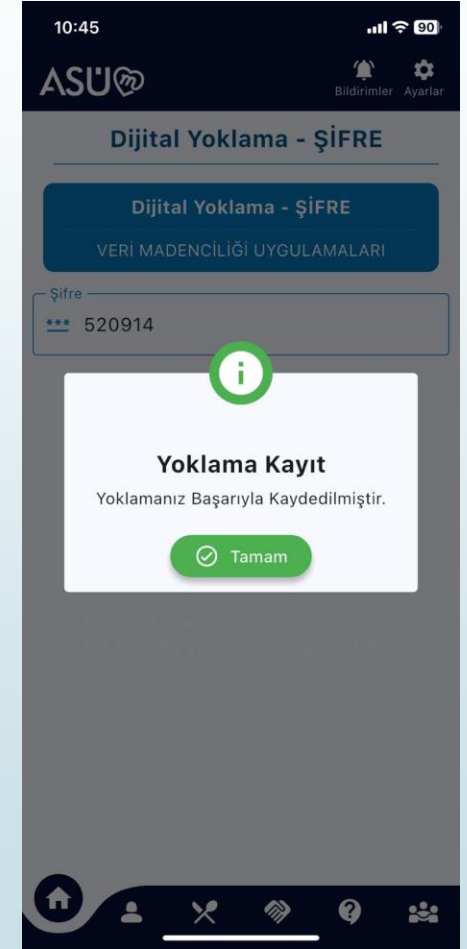 10:45
90
ASÜ
Bildirimler
Ayarlar
Dijital Yoklama - ŞİFRE
Dijital Yoklama - ŞİFRE
VERİ MADENCİLİĞİ UYGULAMALARI
Şifre
*** 520914
Yoklama Kayıt
Yoklamanız Başarıyla Kaydedilmiştir.
Tamam